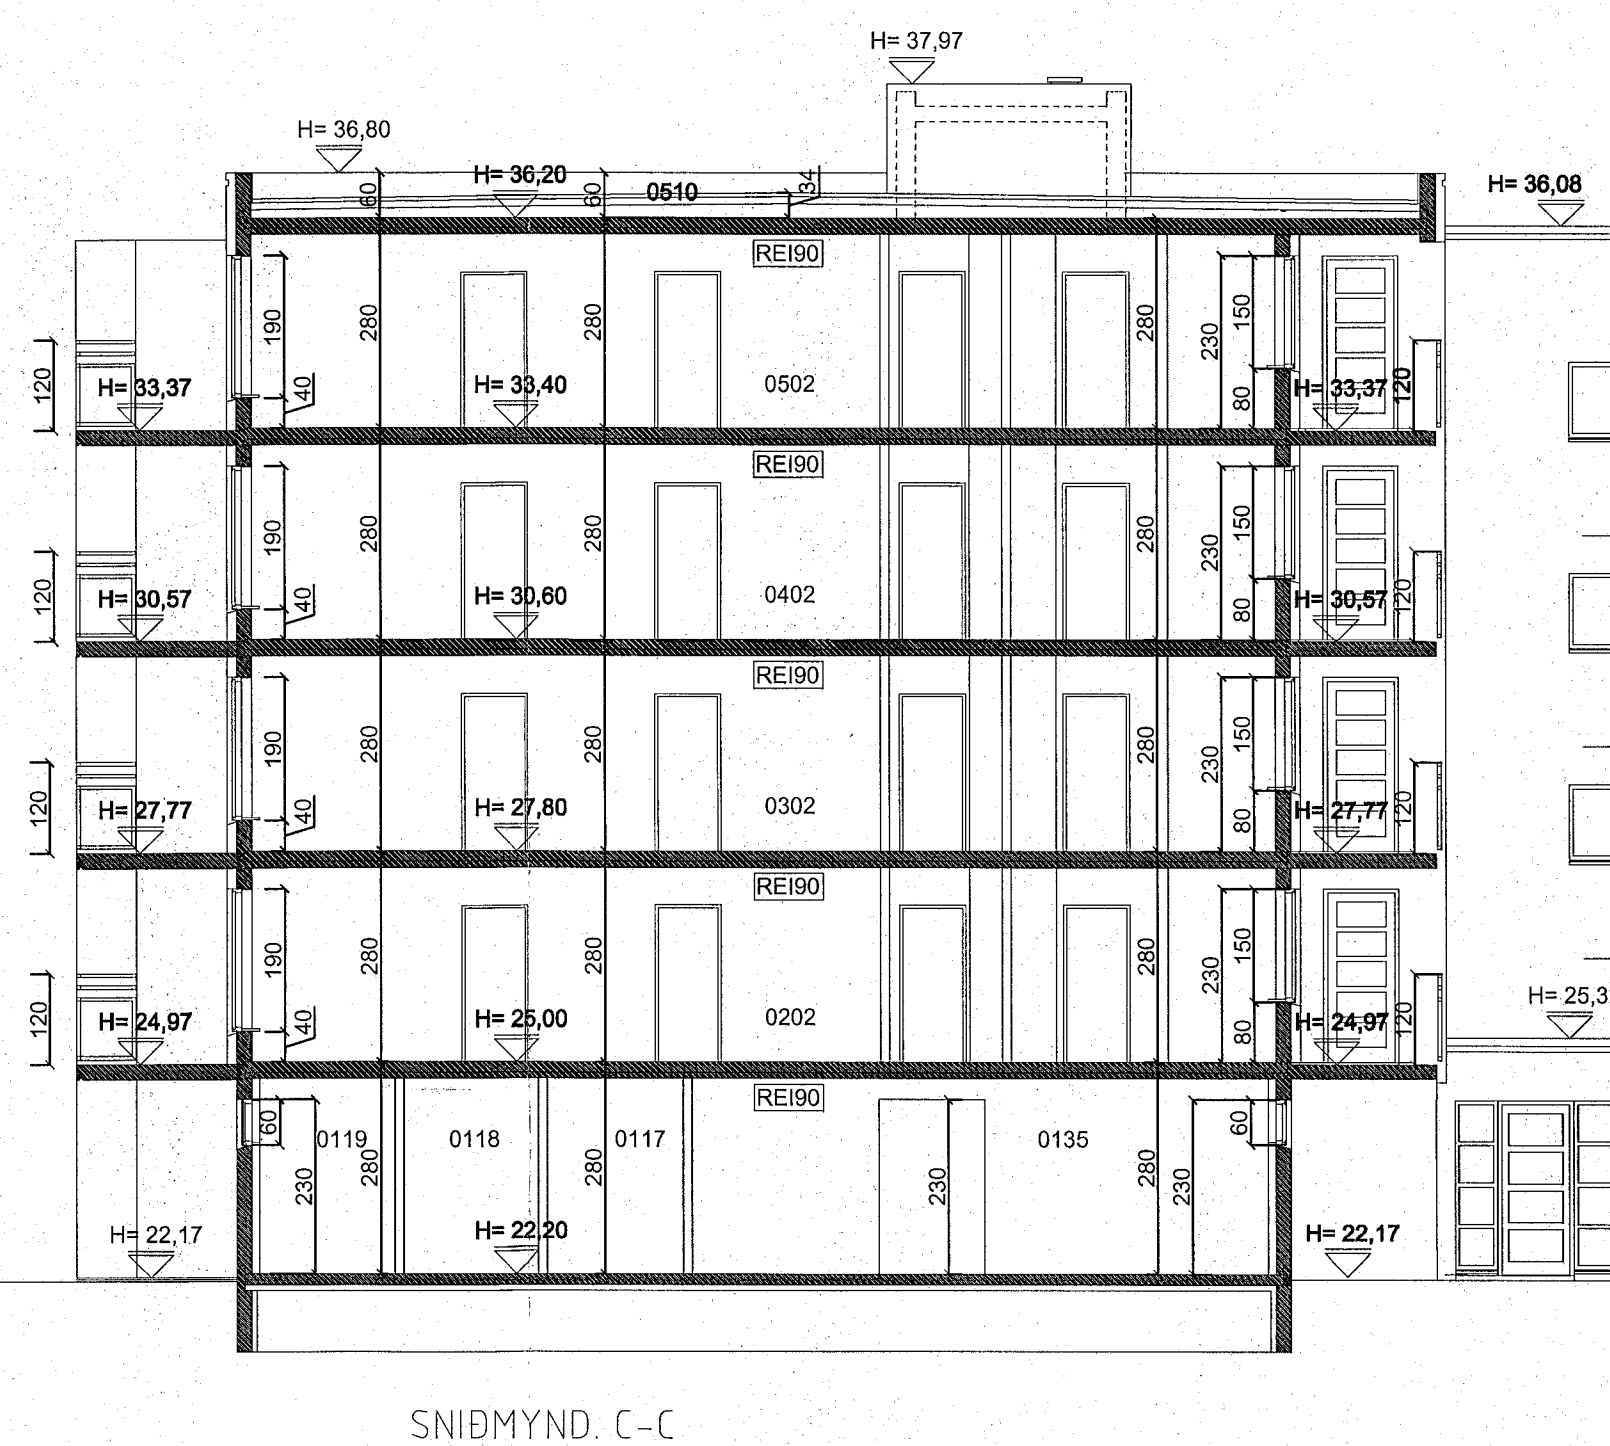 H= 37,97
H= 36,80
H= 36,20
H= 36,08
60
60
0510
34
REI90
190
280
280
280
230
150
120
40
H= 33,37
H= 33,40
0502
80
H= 33,37
120
REI90
190
280
280
280
230
150
120
40
H= 30,57
H= 30,60
0402
80
H= 30,57
120
REI90
190
280
280
280
230
150
120
40
H= 27,77
H= 27,80
0302
80
H= 27,77
120
REI90
190
280
280
280
230
150
120
40
H= 24,97
H= 25,00
0202
80
H= 24,97
120
H= 25,3
REI90
60
0119
0118
0117
0135
60
230
280
280
230
280
230
H= 22,17
H= 22,20
H= 22,17
SNIÐMYND. C-C